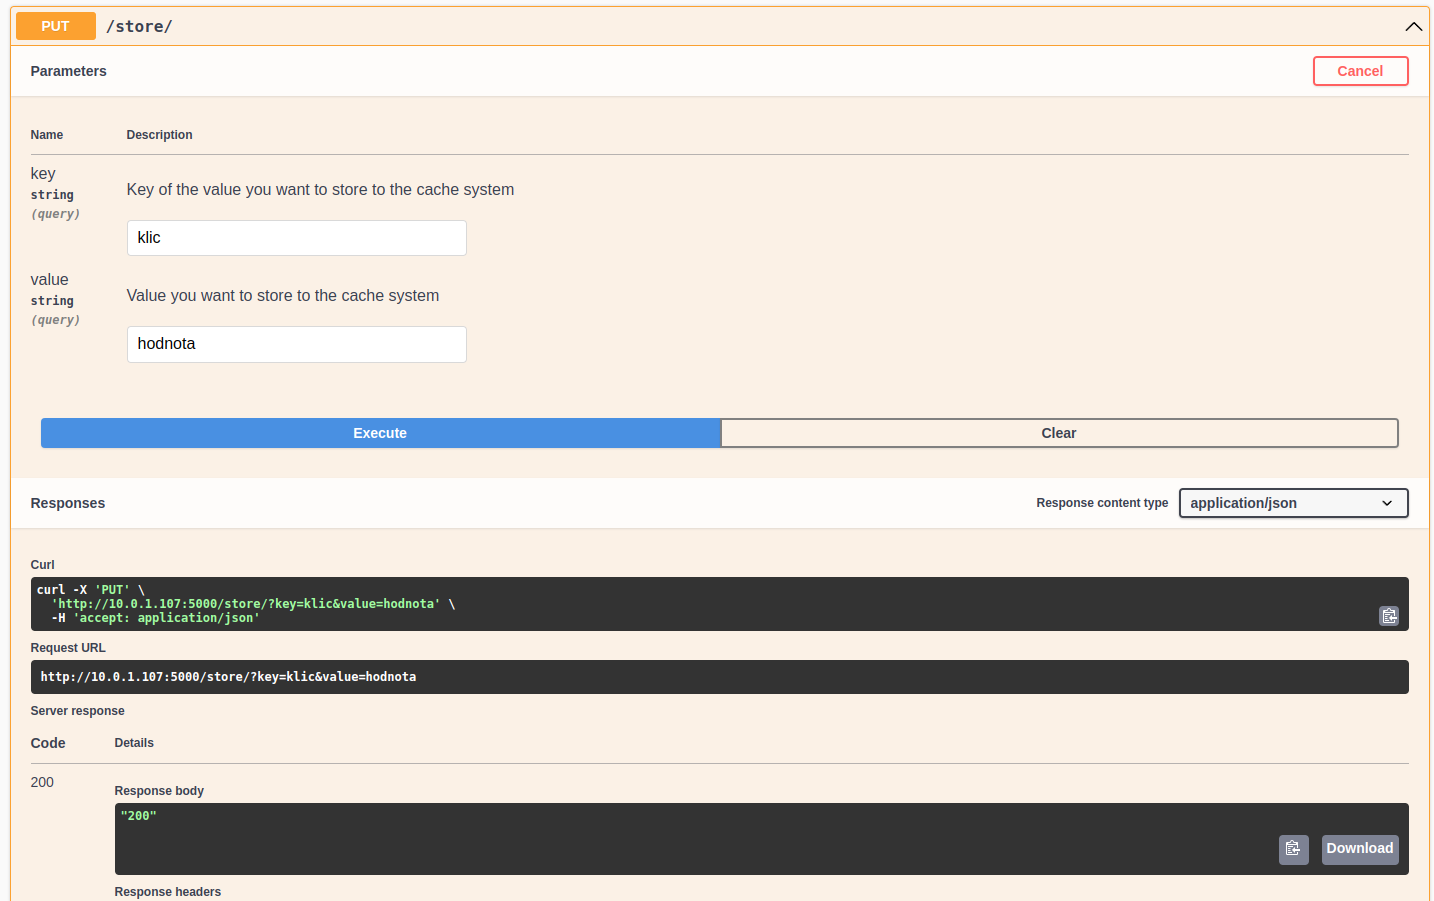 PUT /store/
Parameters Cancel
Name Description
key
string
(query)
Key of the value you want to store to the cache system
klic
value
string
(query)
Value you want to store to the cache system
hodnota
Execute Clear
Responses Response content type application/json
Curl
curl -X 'PUT' \
'http://10.0.1.107:5000/store/?key=klic&value=hodnota' \
-H 'accept: application/json'
Request URL
http://10.0.1.107:5000/store/?key=klic&value=hodnota
Server response
Code Details
200
Response body
"200"
Download
Response headers